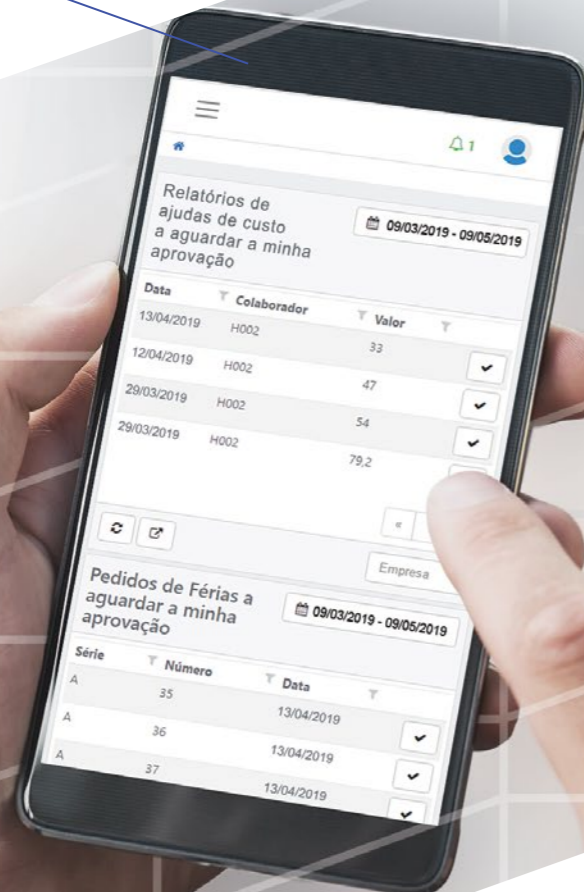 1
Relatórios de
ajudas de custo
a aguardar a minha
aprovação
09/03/2019 - 09/05/2019
Data Colaborador Valor
13/04/2019 H002 33
12/04/2019 H002 47
29/03/2019 H002 54
29/03/2019 H002 79,2
«
Empresa
Pedidos de Férias a
aguardar a minha
aprovação
09/03/2019 - 09/05/2019
Série Número Data
A 35 13/04/2019
A 36 13/04/2019
A 37 13/04/2019